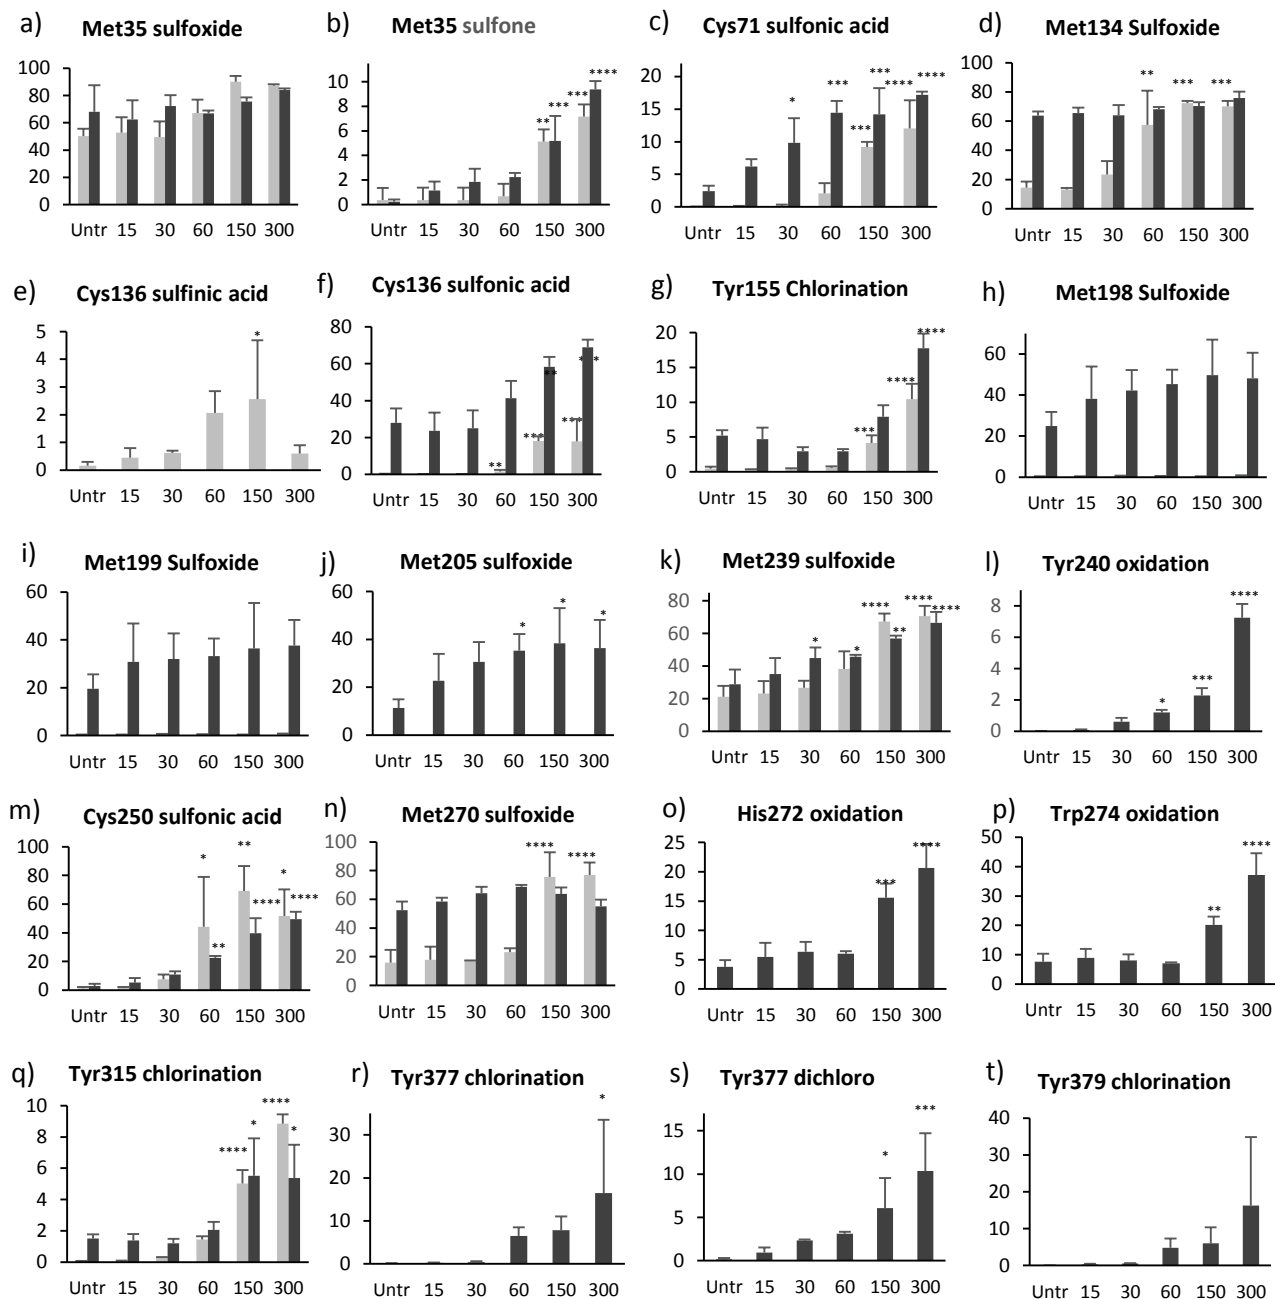 a) Met35 sulfoxide
100
80
60
40
20
0
Untr 15 30 60 150 300
b) Met35 sulfone
10
8
6
4
2
0
** *** *** ****
Untr 15 30 60 150 300
c) Cys71 sulfonic acid
20
15
10
5
0
* *** *** *** **** ****
Untr 15 30 60 150 300
d) Met134 Sulfoxide
100
80
60
40
20
0
** *** ***
Untr 15 30 60 150 300
e) Cys136 sulfinic acid
5
4
3
2
1
0
*
Untr 15 30 60 150 300
f) Cys136 sulfonic acid
80
60
40
20
0
** *** ** ***
Untr 15 30 60 150 300
g) Tyr155 Chlorination
20
15
10
5
0
*** **** ****
Untr 15 30 60 150 300
h) Met198 Sulfoxide
60
40
20
0
Untr 15 30 60 150 300
i) Met199 Sulfoxide
60
40
20
0
Untr 15 30 60 150 300
j) Met205 sulfoxide
60
40
20
0
* * *
Untr 15 30 60 150 300
k) Met239 sulfoxide
80
60
40
20
0
* * **** ** **** ****
Untr 15 30 60 150 300
l) Tyr240 oxidation
8
6
4
2
0
* *** ****
Untr 15 30 60 150 300
m) Cys250 sulfonic acid
100
80
60
40
20
0
* ** ** **** * ****
Untr 15 30 60 150 300
n) Met270 sulfoxide
100
80
60
40
20
0
**** ****
Untr 15 30 60 150 300
o) His272 oxidation
25
20
15
10
5
0
*** ****
Untr 15 30 60 150 300
p) Trp274 oxidation
50
40
30
20
10
0
** ****
Untr 15 30 60 150 300
q) Tyr315 chlorination
10
8
6
4
2
0
**** * **** *
Untr 15 30 60 150 300
r) Tyr377 chlorination
30
20
10
0
*
Untr 15 30 60 150 300
s) Tyr377 dichloro
15
10
5
0
* ***
Untr 15 30 60 150 300
t) Tyr379 chlorination
40
30
20
10
0
Untr 15 30 60 150 300